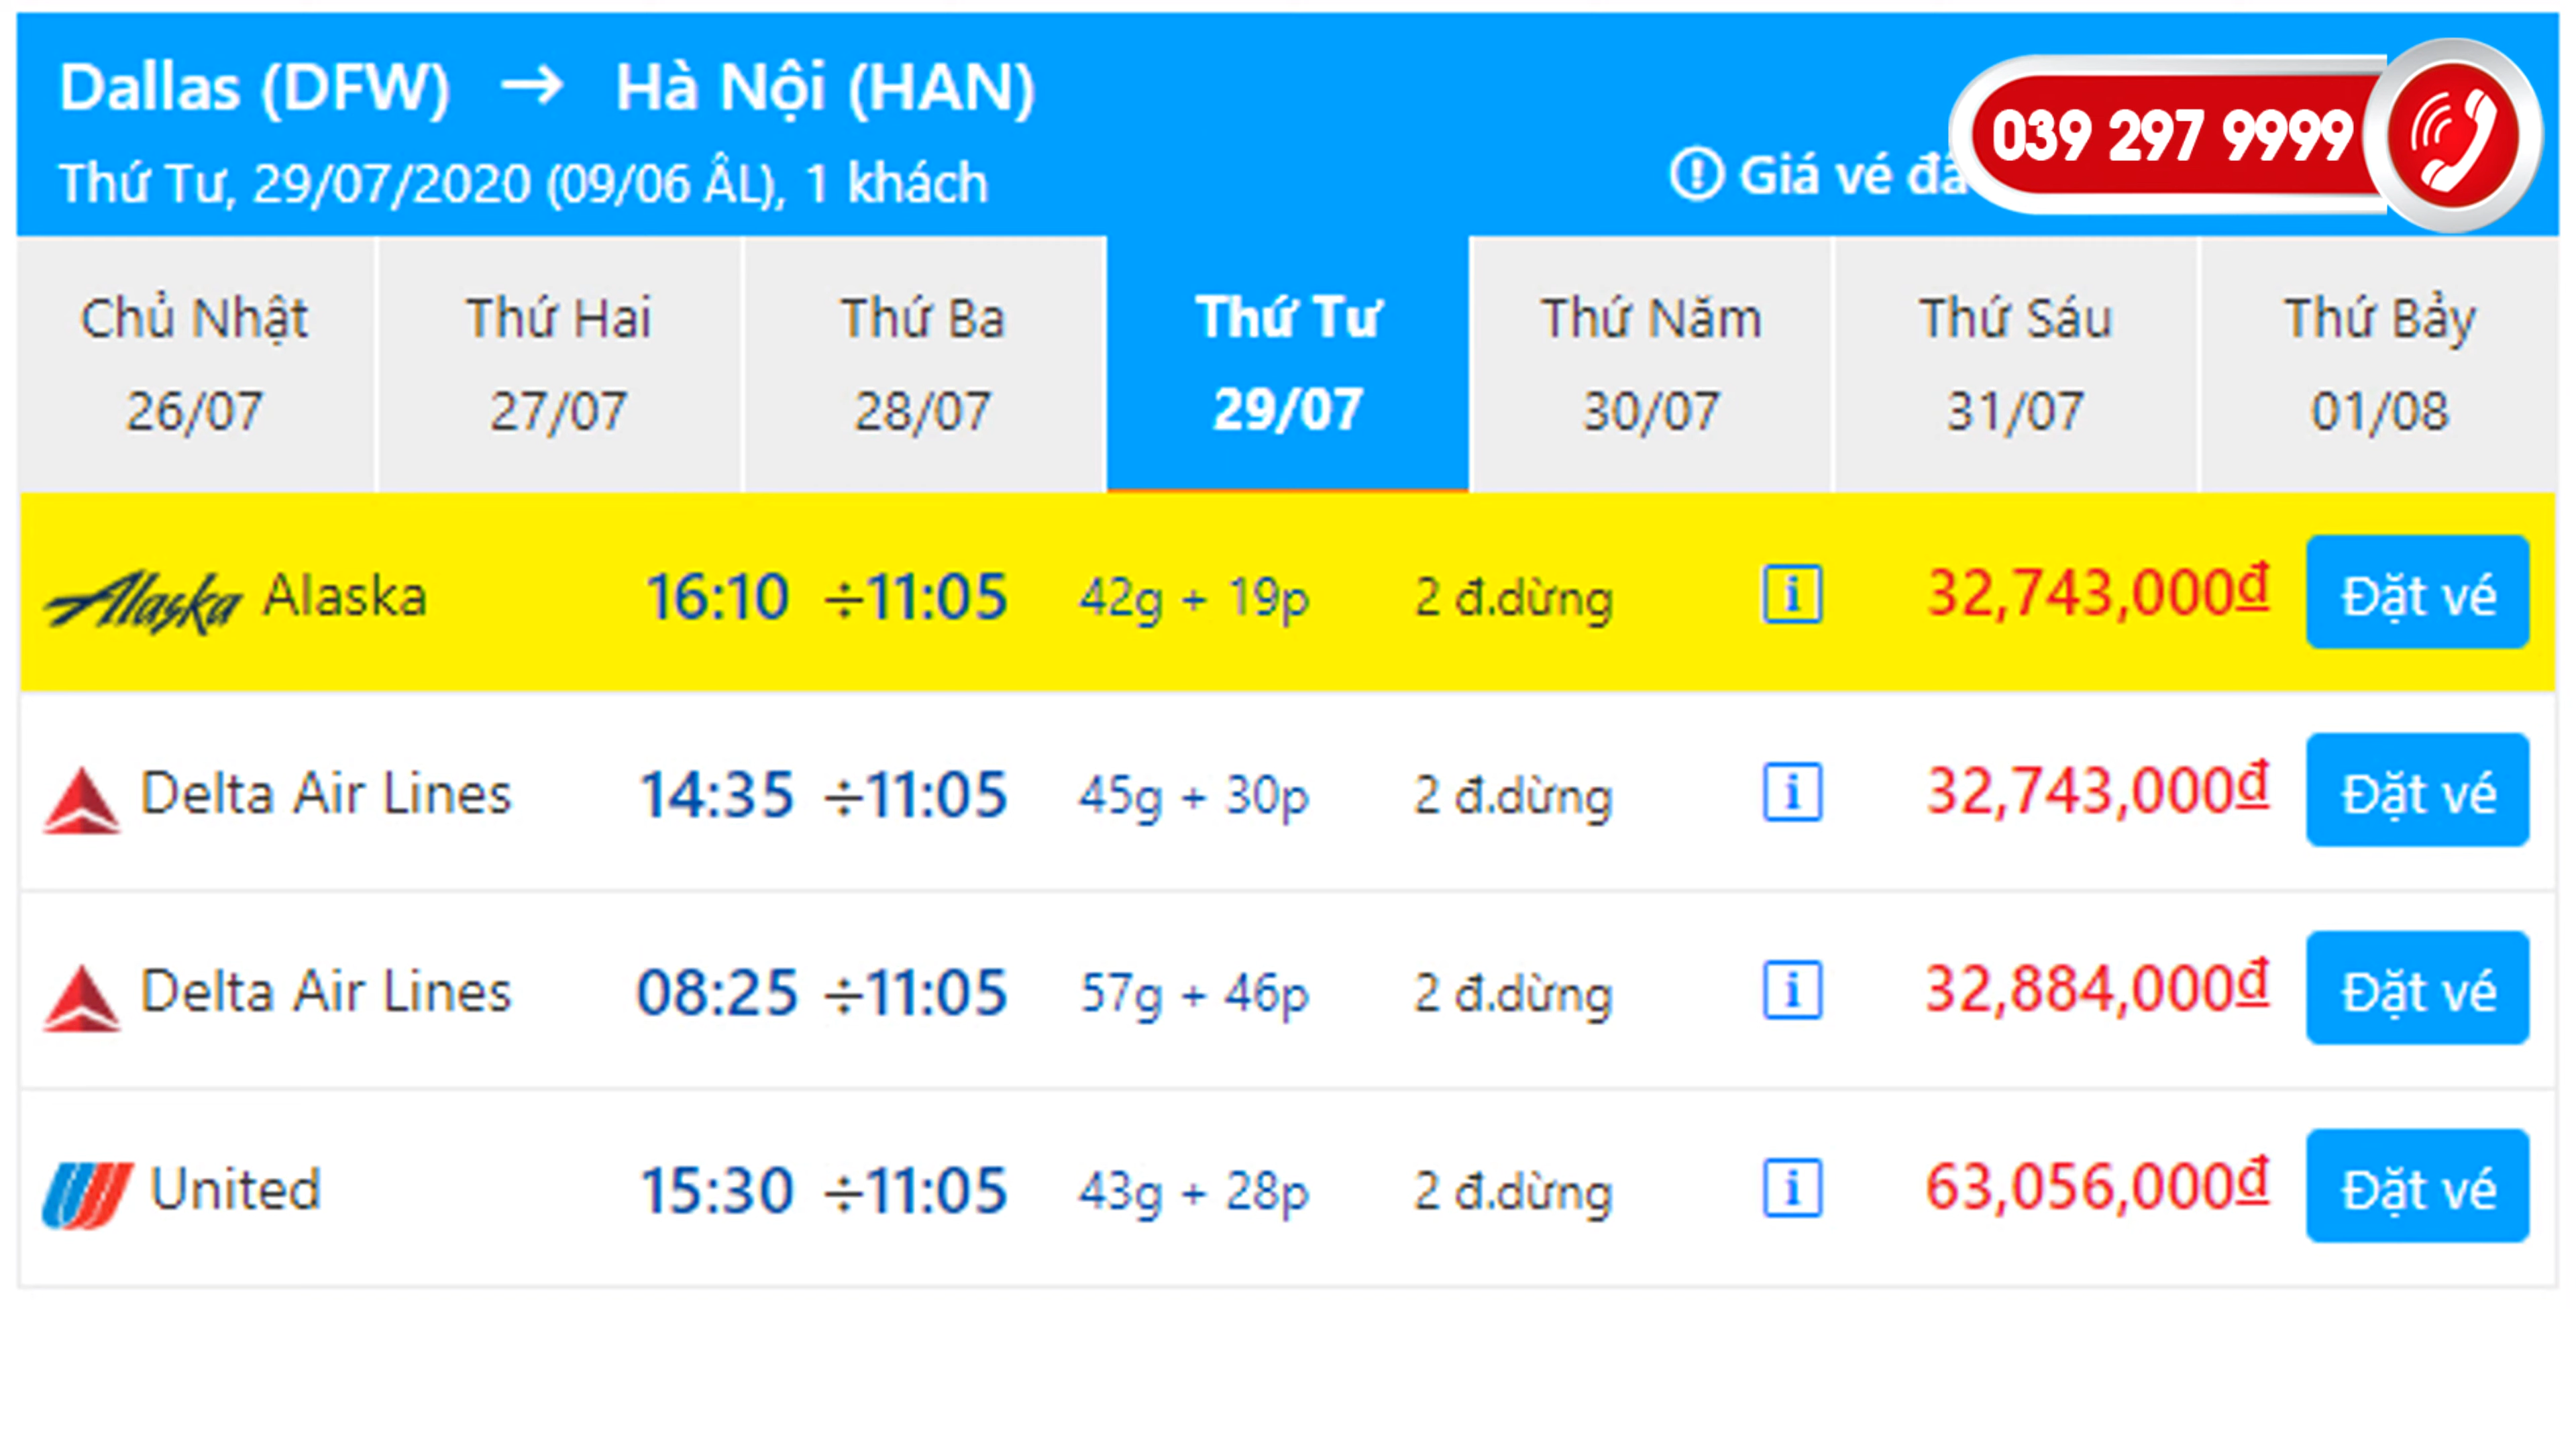 Dallas (DFW) → Hà Nội (HAN)
Thứ Tư, 29/07/2020 (09/06 ÂL), 1 khách
Giá vé
039 297 9999
Chủ Nhật 26/07
Thứ Hai 27/07
Thứ Ba 28/07
Thứ Tư 29/07
Thứ Năm 30/07
Thứ Sáu 31/07
Thứ Bảy 01/08
Alaska Alaska 16:10 ÷11:05 42g + 19p 2 đ.dừng i 32,743,000₫ Đặt vé
Delta Air Lines 14:35 ÷11:05 45g + 30p 2 đ.dừng i 32,743,000₫ Đặt vé
Delta Air Lines 08:25 ÷11:05 57g + 46p 2 đ.dừng i 32,884,000₫ Đặt vé
United 15:30 ÷11:05 43g + 28p 2 đ.dừng i 63,056,000₫ Đặt vé